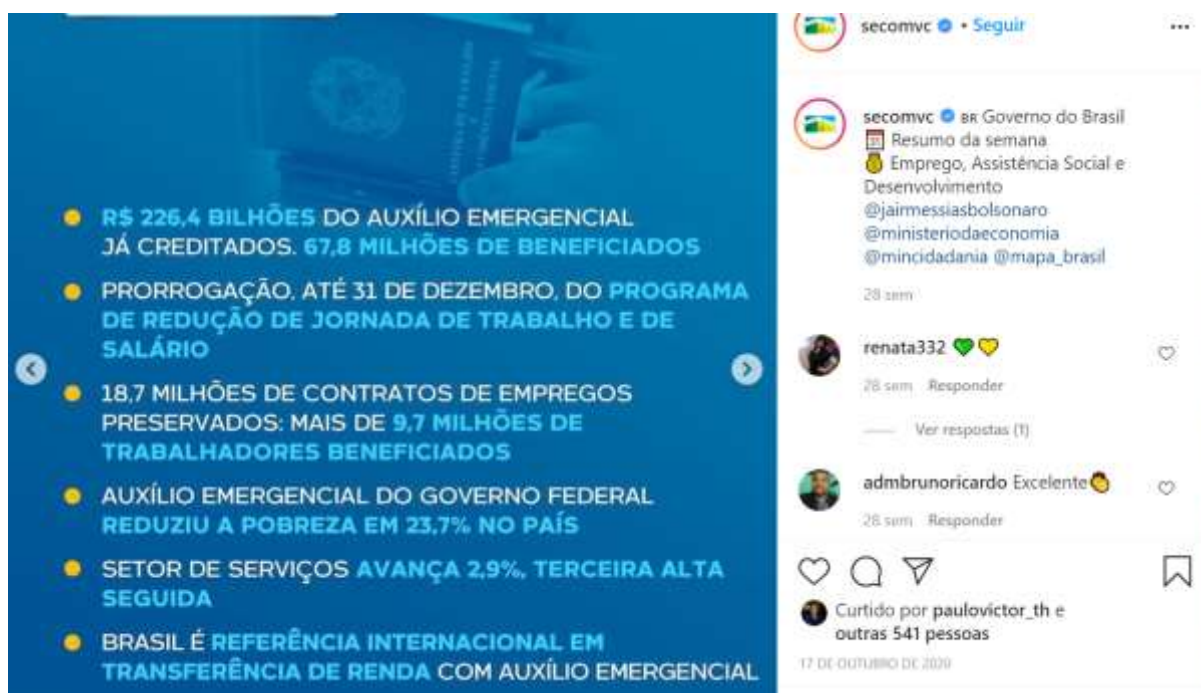 R$ 226,4 BILHÕES DO AUXÍLIO EMERGENCIAL
JÁ CREDITADOS. 67,8 MILHÕES DE BENEFICIADOS
PRORROGAÇÃO, ATÉ 31 DE DEZEMBRO, DO PROGRAMA
DE REDUÇÃO DE JORNADA DE TRABALHO E DE
SALÁRIO
18,7 MILHÕES DE CONTRATOS DE EMPREGOS
PRESERVADOS: MAIS DE 9,7 MILHÕES DE
TRABALHADORES BENEFICIADOS
AUXÍLIO EMERGENCIAL DO GOVERNO FEDERAL
REDUZIU A POBREZA EM 23,7% NO PAÍS
SETOR DE SERVIÇOS AVANÇA 2,9%, TERCEIRA ALTA
SEGUIDA
BRASIL É REFERÊNCIA INTERNACIONAL EM
TRANSFERÊNCIA DE RENDA COM AUXÍLIO EMERGENCIAL
secomvc • Seguir
secomvc BR Governo do Brasil
Resumo da semana
Emprego, Assistência Social e
Desenvolvimento
@jairmessiasbolsonaro
@ministeriodaeconomia
@mincidadania @mapa_brasil
28 sem
renata332 💚💛
28 sem Responder
Ver respostas (1)
admbrunoricardo Excelente👏
28 sem Responder
Curtido por paulovictor_th e
outras 541 pessoas
17 DE OUTUBRO DE 2020